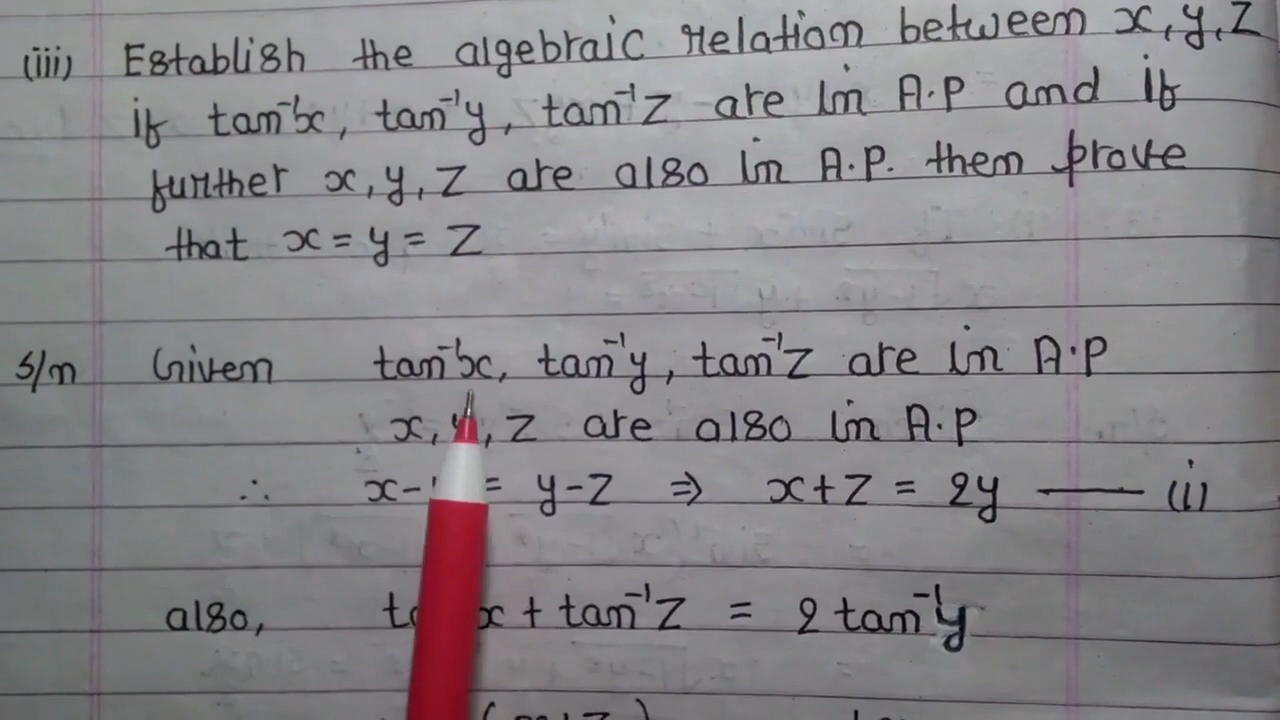 (iii) Establish the algebraic relation between x, y, z
if tan⁻¹x, tan⁻¹y, tan⁻¹z are in A.P and if
further x, y, z are also in A.P. then prove
that x = y = z
S/n Given tan⁻¹x, tan⁻¹y, tan⁻¹z are in A.P
x, y, z are also in A.P
∴ x- = y-z ⇒ x+z = 2y —— (i)
also, x + tan⁻¹z = 2 tan⁻¹y